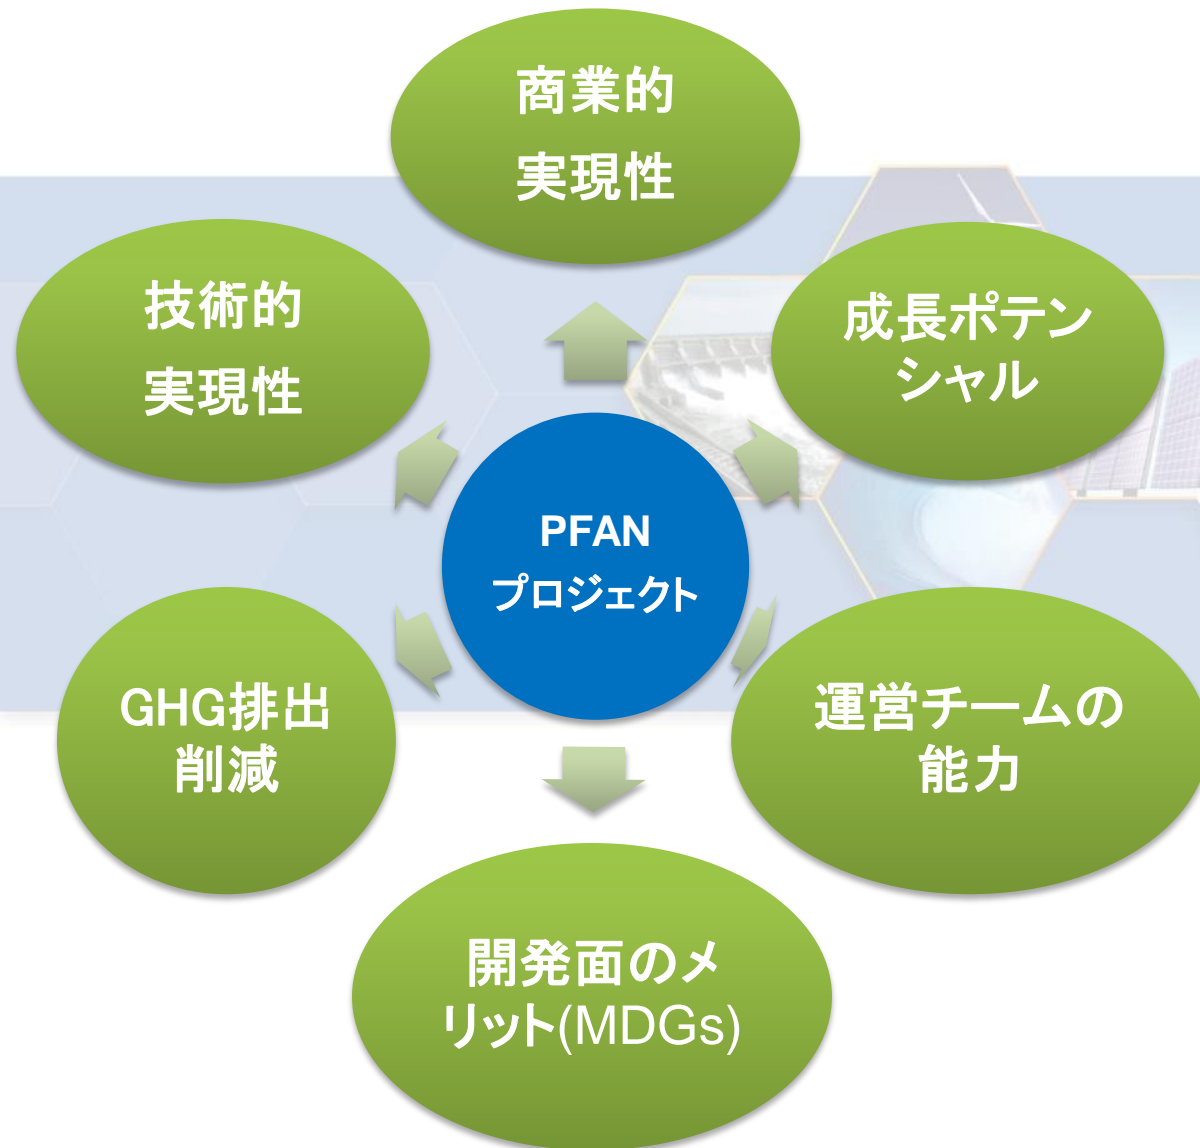 商業的
実現性
技術的
実現性
成長ポテン
シャル
PFAN
プロジェクト
GHG排出
削減
運営チームの
能力
開発面のメ
リット(MDGs)